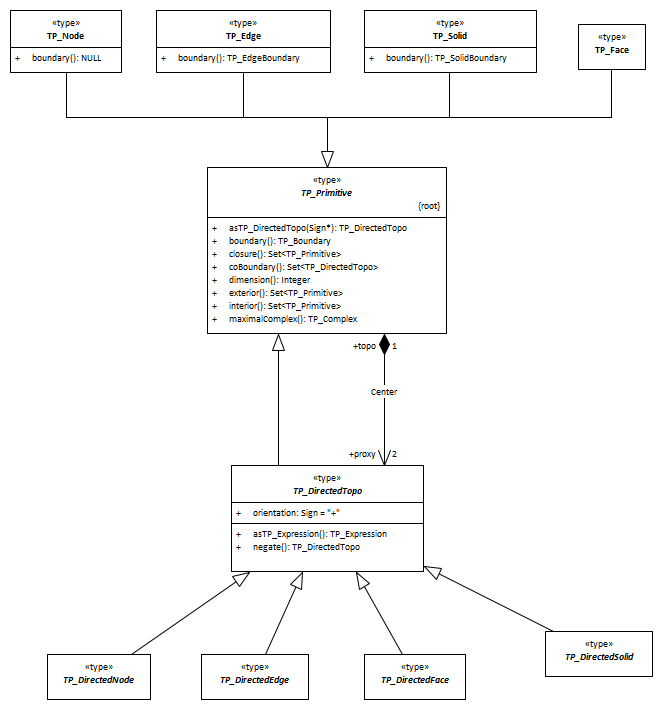 «type»
TP_Node
+ boundary(): NULL
«type»
TP_Edge
+ boundary(): TP_EdgeBoundary
«type»
TP_Solid
+ boundary(): TP_SolidBoundary
«type»
TP_Face
«type»
TP_Primitive
{root}
+ asTP_DirectedTopo(Sign*): TP_DirectedTopo
+ boundary(): TP_Boundary
+ closure(): Set<TP_Primitive>
+ coBoundary(): Set<TP_DirectedTopo>
+ dimension(): Integer
+ exterior(): Set<TP_Primitive>
+ interior(): Set<TP_Primitive>
+ maximalComplex(): TP_Complex
+topo 1
Center
+proxy 2
«type»
TP_DirectedTopo
+ orientation: Sign = "+"
+ asTP_Expression(): TP_Expression
+ negate(): TP_DirectedTopo
«type»
TP_DirectedNode
«type»
TP_DirectedEdge
«type»
TP_DirectedFace
«type»
TP_DirectedSolid